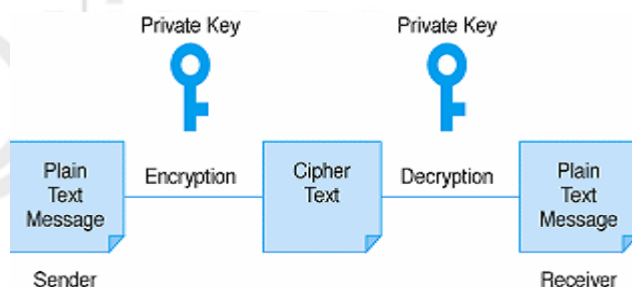 Private Key
Private Key
Plain
Text
Message
Encryption
Cipher
Text
Decryption
Plain
Text
Message
Sender
Receiver